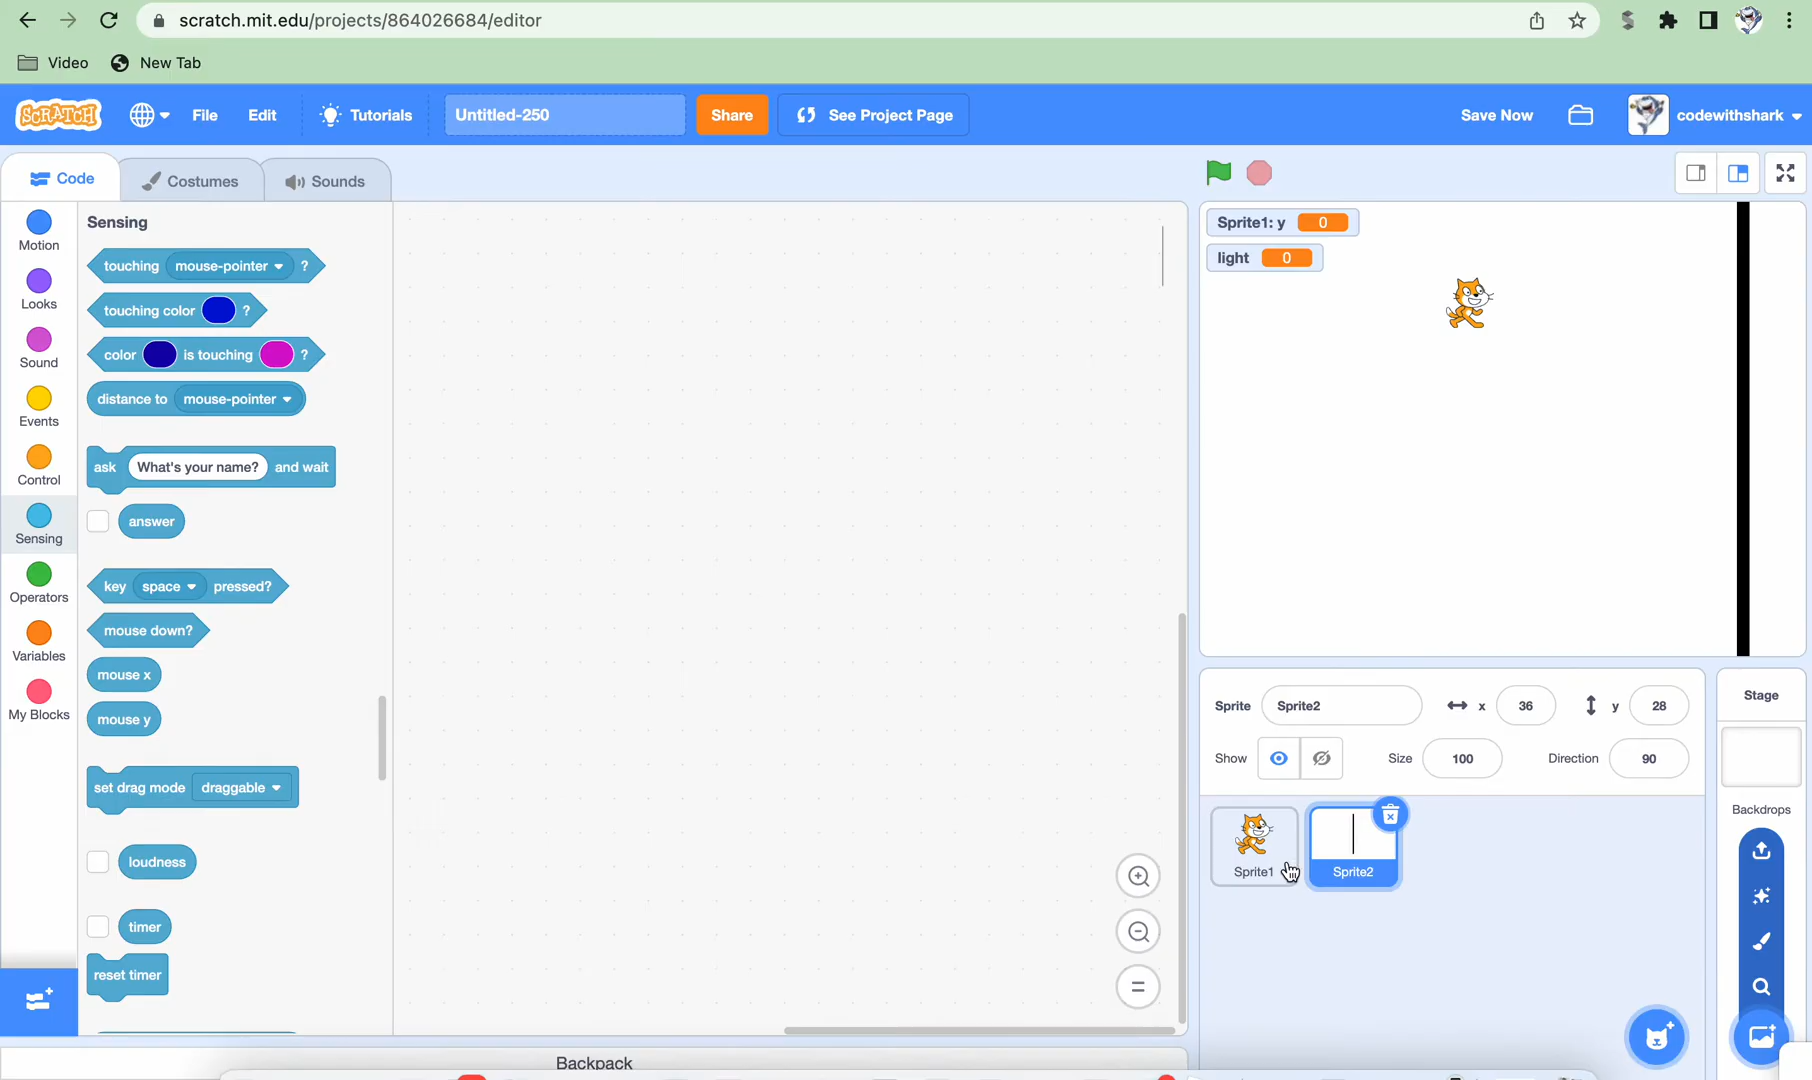 scratch.mit.edu/projects/864026684/editor
Video New Tab
SCRATCH File Edit Tutorials Untitled-250 Share See Project Page Save Now codewithshark
Code Costumes Sounds
Motion
Looks
Sound
Events
Control
Sensing
Operators
Variables
My Blocks
Sensing
touching mouse-pointer ?
touching color ?
color is touching ?
distance to mouse-pointer
ask What's your name? and wait
answer
key space pressed?
mouse down?
mouse x
mouse y
set drag mode draggable
loudness
timer
reset timer
Backpack
Sprite1: y 0
light 0
Sprite Sprite2 x 36 y 28
Show Size 100 Direction 90
Sprite1 Sprite2
Stage
Backdrops